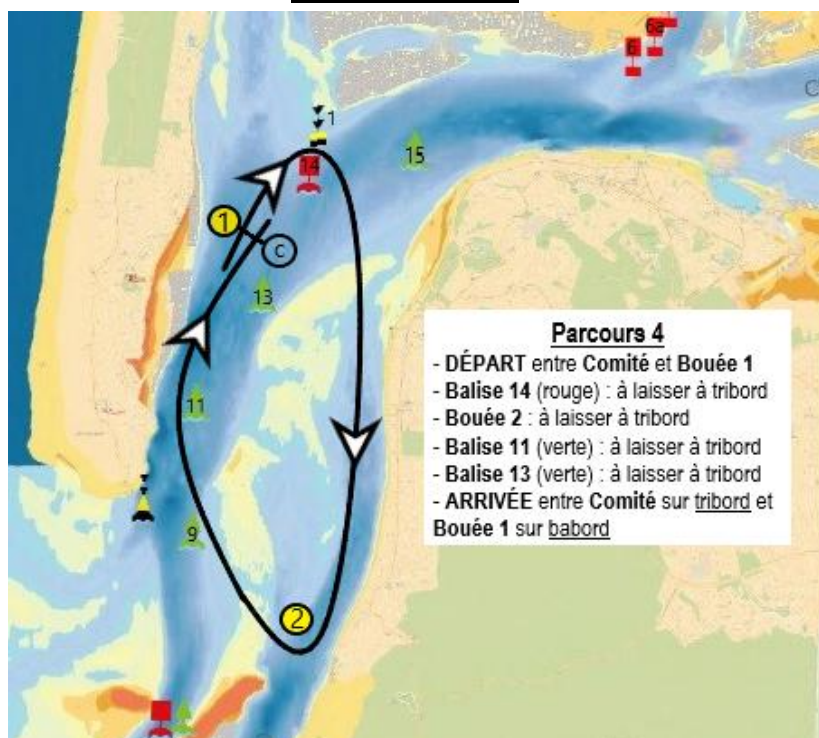 6a
6
1
14
15
1
C
C
13
11
9
2
Parcours 4
- DÉPART entre Comité et Bouée 1
- Balise 14 (rouge) : à laisser à tribord
- Bouée 2 : à laisser à tribord
- Balise 11 (verte) : à laisser à tribord
- Balise 13 (verte) : à laisser à tribord
- ARRIVÉE entre Comité sur tribord et
Bouée 1 sur babord